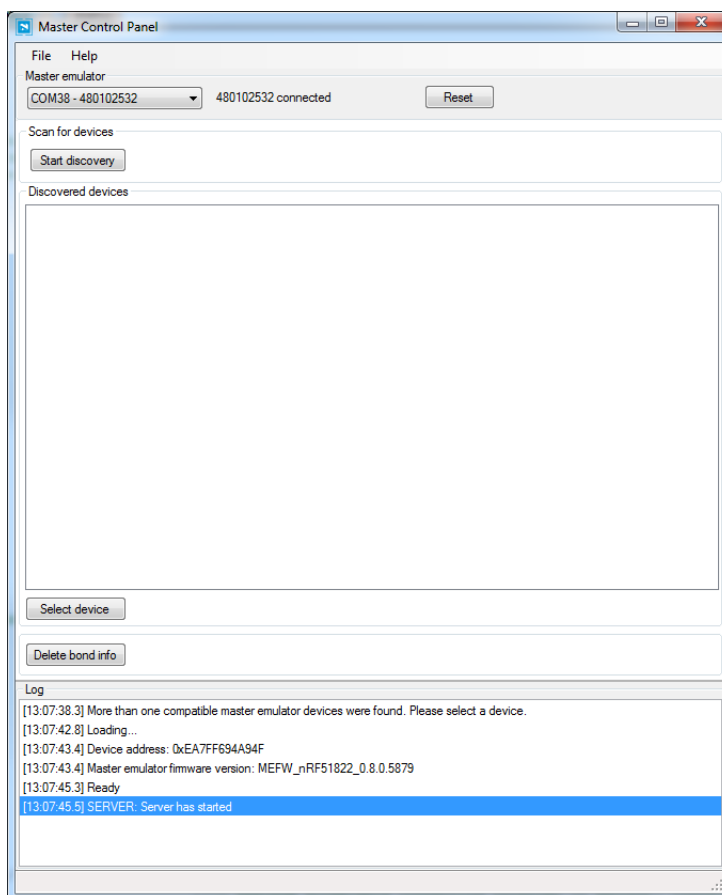 Master Control Panel
File Help
Master emulator
COM38 - 480102532 480102532 connected Reset
Scan for devices
Start discovery
Discovered devices
Select device
Delete bond info
Log
[13:07:38.3] More than one compatible master emulator devices were found. Please select a device.
[13:07:42.8] Loading...
[13:07:43.4] Device address: 0xEA7FF694A94F
[13:07:43.4] Master emulator firmware version: MEFW_nRF51822_0.8.0.5879
[13:07:45.3] Ready
[13:07:45.5] SERVER: Server has started